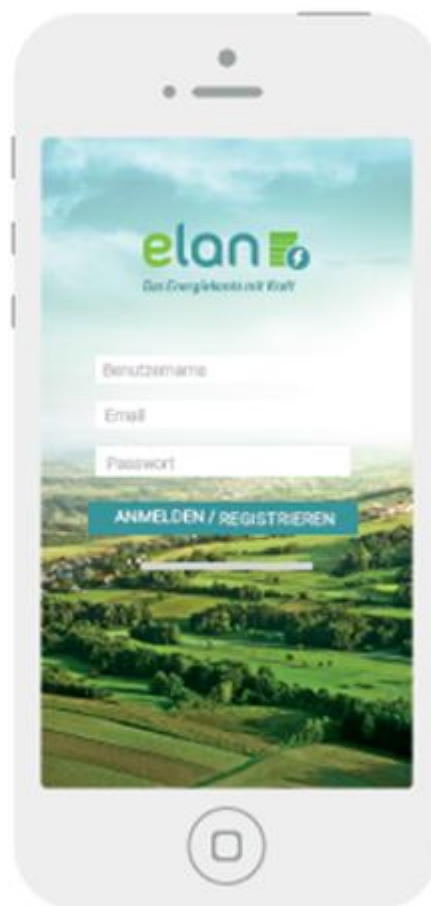 elan
Das Energiekonto mit Kraft
Benutzername
Email
Passwort
ANMELDEN / REGISTRIEREN